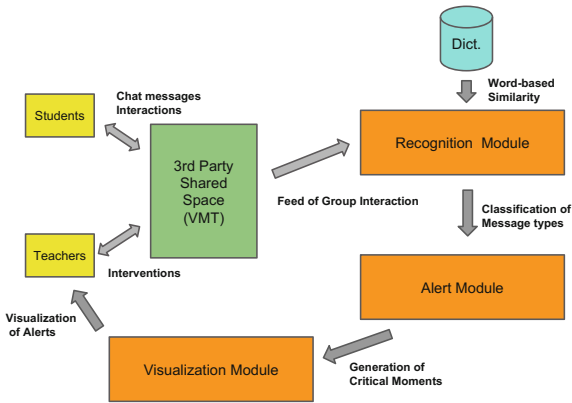 Dict.
Word-based
Similarity
Chat messages
Interactions
Students
Recognition Module
3rd Party
Shared
Space
(VMT)
Feed of Group Interaction
Classification of
Message types
Teachers
Interventions
Alert Module
Visualization
of Alerts
Visualization Module
Generation of
Critical Moments